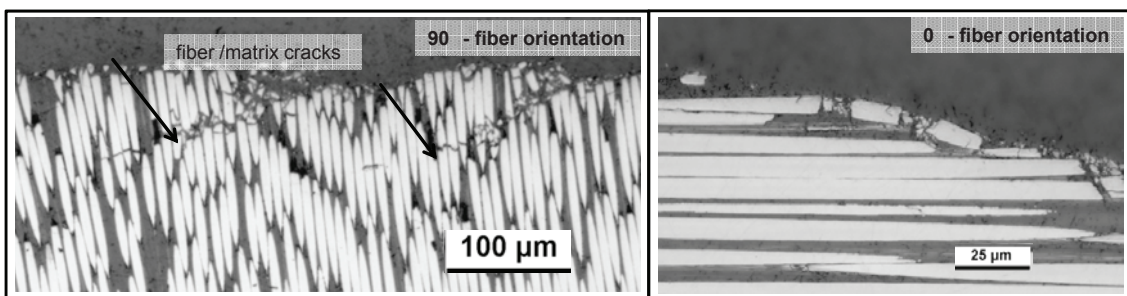 90 - fiber orientation
fiber /matrix cracks
100 µm
0 - fiber orientation
25 µm